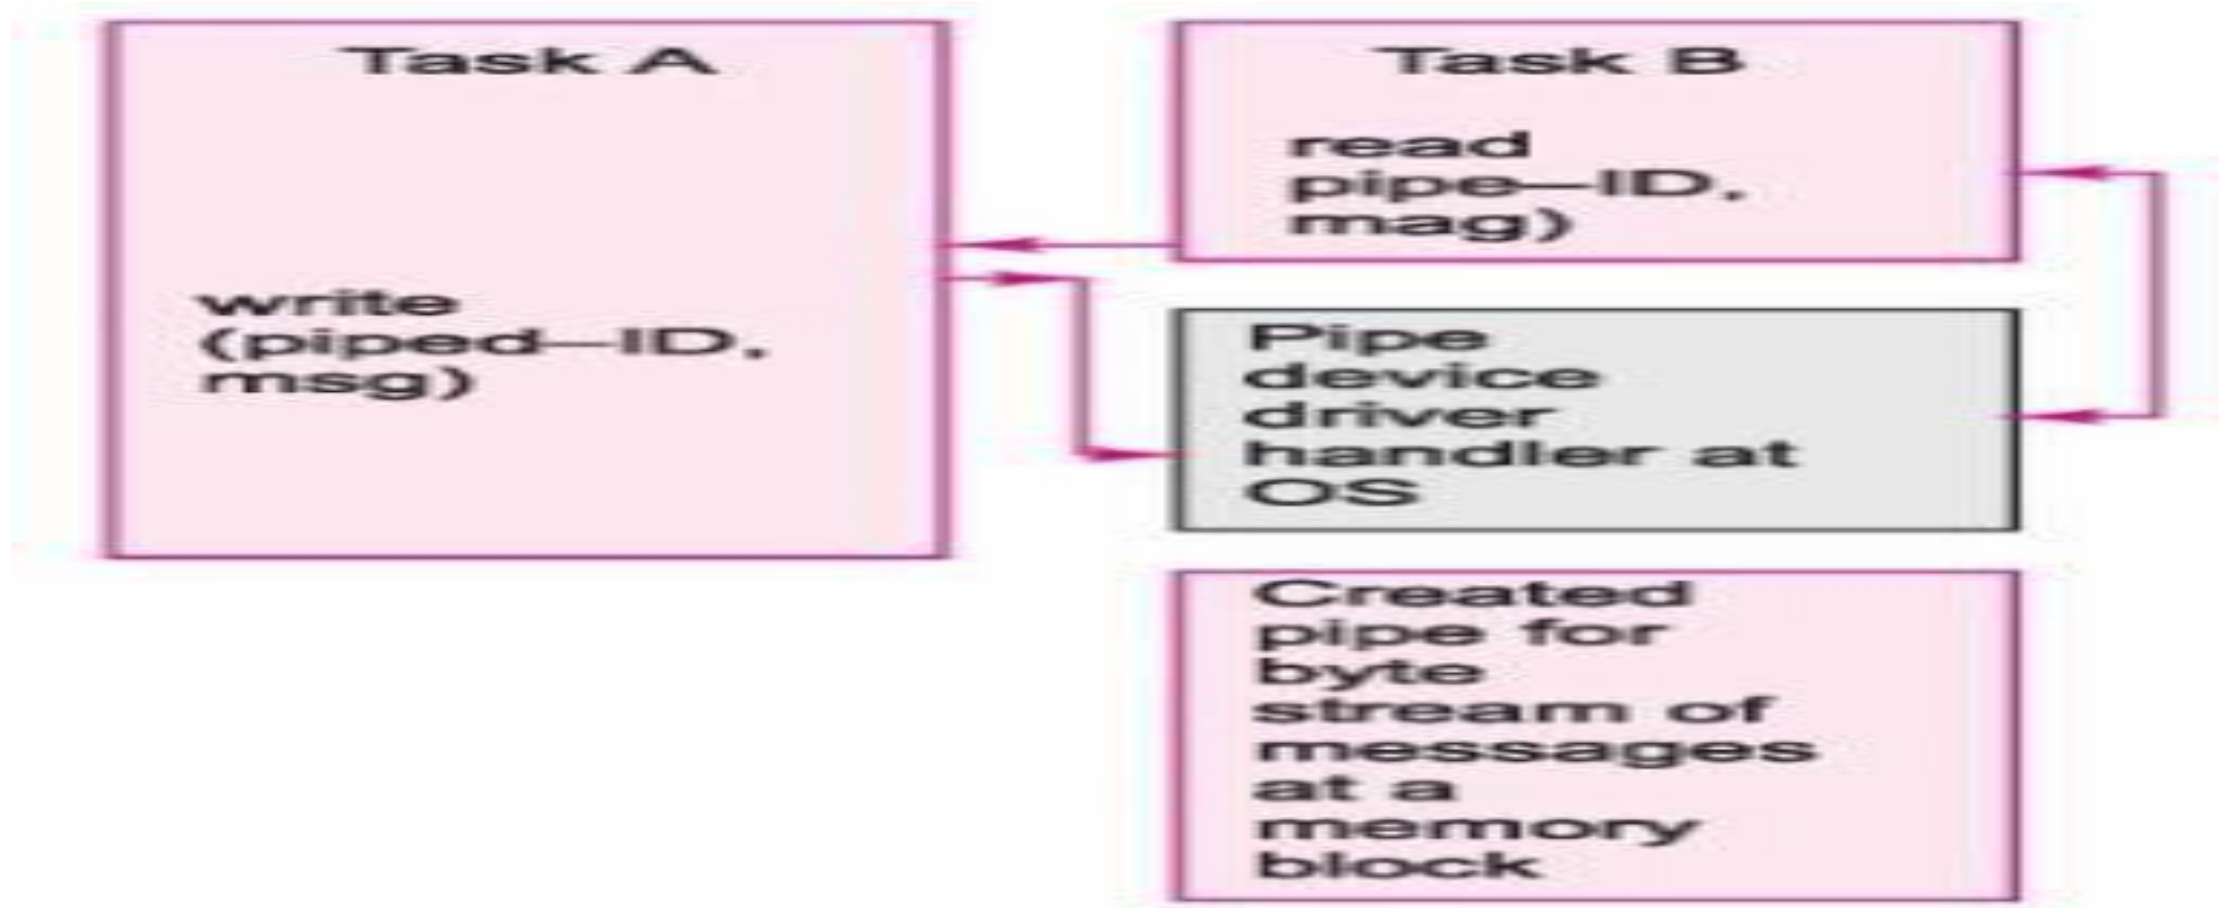 Task A
write
(piped–ID,
msg)
Task B
read
pipe–ID,
mag)
Pipe
device
driver
handler at
OS
Created
pipe for
byte
stream of
messages
at a
memory
block